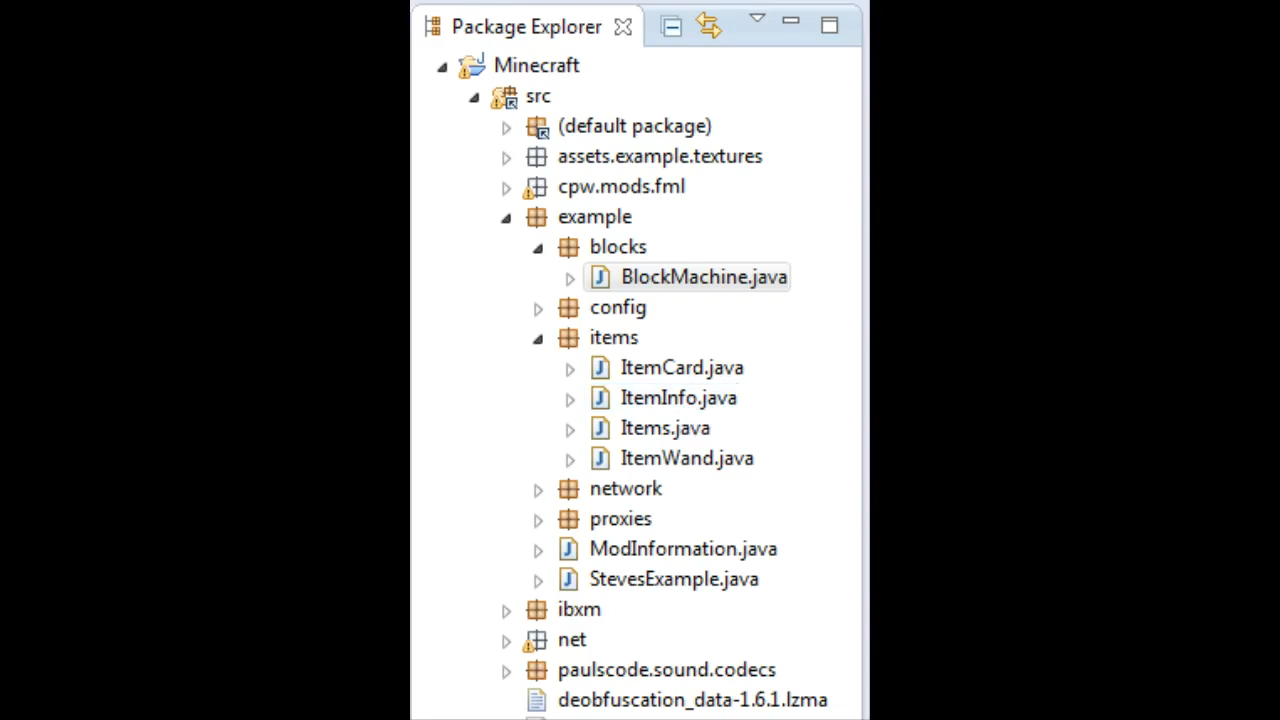 Package Explorer
Minecraft
src
(default package)
assets.example.textures
cpw.mods.fml
example
blocks
BlockMachine.java
config
items
ItemCard.java
ItemInfo.java
Items.java
ItemWand.java
network
proxies
ModInformation.java
StevesExample.java
ibxm
net
paulscode.sound.codecs
deobfuscation_data-1.6.1.lzma